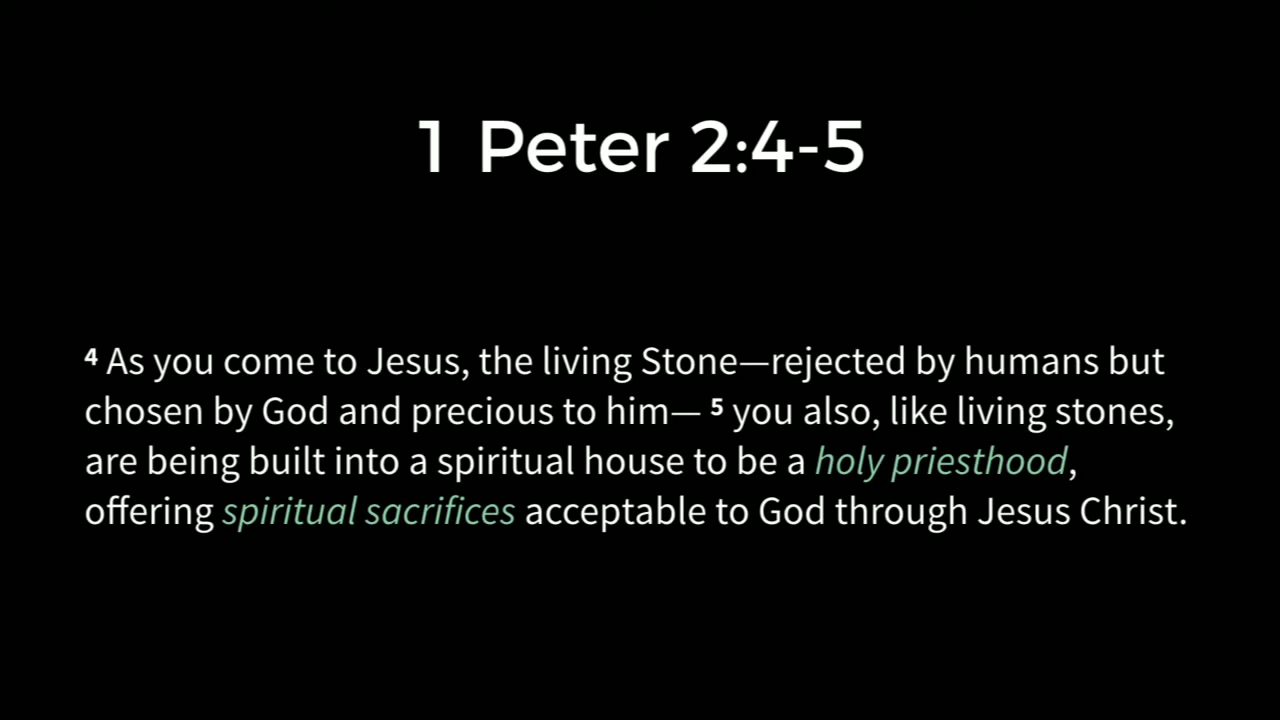 1 Peter 2:4-5
4 As you come to Jesus, the living Stone—rejected by humans but
chosen by God and precious to him— 5 you also, like living stones,
are being built into a spiritual house to be a holy priesthood,
offering spiritual sacrifices acceptable to God through Jesus Christ.